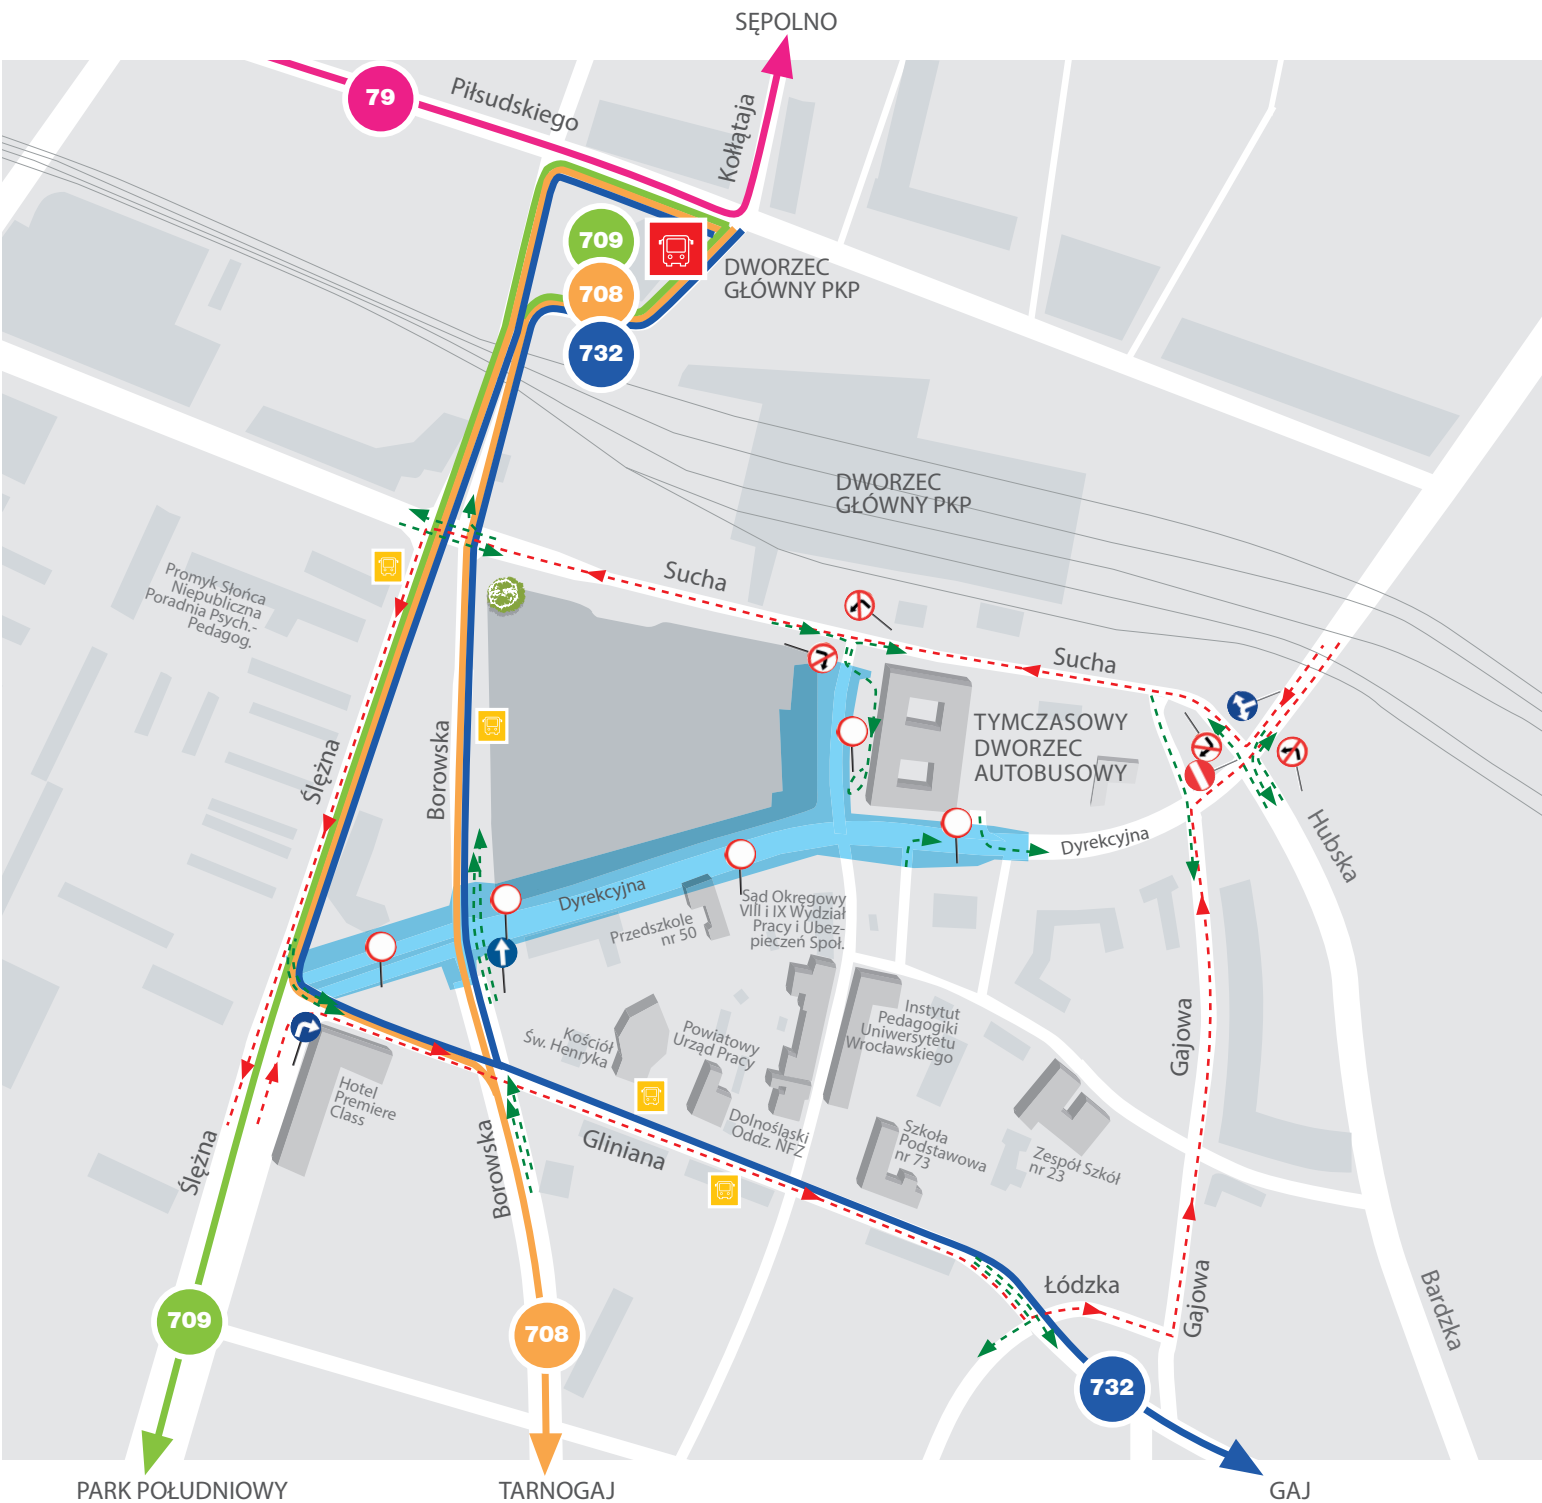 SĘPOLNO
79
Piłsudskiego
Kołłątaja
709
708
732
DWORZEC
GŁÓWNY PKP
DWORZEC
GŁÓWNY PKP
Sucha
Promyk Słońca
Niepubliczna
Poradnia Psych.-
Pedagog.
Sucha
TYMCZASOWY
DWORZEC
AUTOBUSOWY
Ślężna
Borowska
Hubska
Dyrekcyjna
Dyrekcyjna
Przedszkole
nr 50
Sąd Okręgowy
VIII i IX Wydział
Pracy i Ubez-
pieczeń Społ.
Instytut
Pedagogiki
Uniwersytetu
Wrocławskiego
Gajowa
Kościół
Św. Henryka
Powiatowy
Urząd Pracy
Hotel
Premiere
Class
Dolnośląski
Oddz. NFZ
Szkoła
Podstawowa
nr 73
Zespół Szkół
nr 23
Ślężna
Borowska
Gliniana
Łódzka
Gajowa
Bardzka
709
708
732
PARK POŁUDNIOWY
TARNOGAJ
GAJ